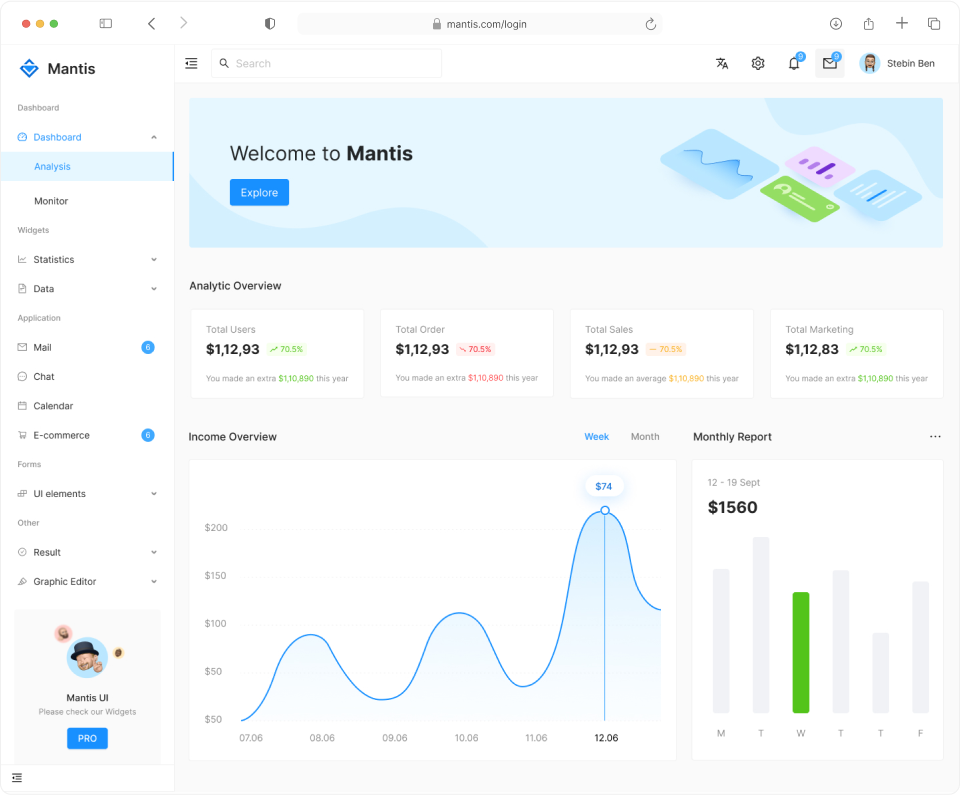 mantis.com/login
Mantis
Search
9
9
Stebin Ben
Dashboard
Dashboard
Analysis
Monitor
Widgets
Statistics
Data
Application
Mail 6
Chat
Calendar
E-commerce 6
Forms
UI elements
Other
Result
Graphic Editor
Mantis UI
Please check our Widgets
PRO
Welcome to Mantis
Explore
Analytic Overview
Total Users
$1,12,93 70.5%
You made an extra $1,10,890 this year
Total Order
$1,12,93 70.5%
You made an extra $1,10,890 this year
Total Sales
$1,12,93 70.5%
You made an average $1,10,890 this year
Total Marketing
$1,12,83 70.5%
You made an extra $1,10,890 this year
Income Overview
Week Month
$74
$200
$150
$100
$50
$50
07.06 08.06 09.06 10.06 11.06 12.06
Monthly Report
12 - 19 Sept
$1560
M T W T T F